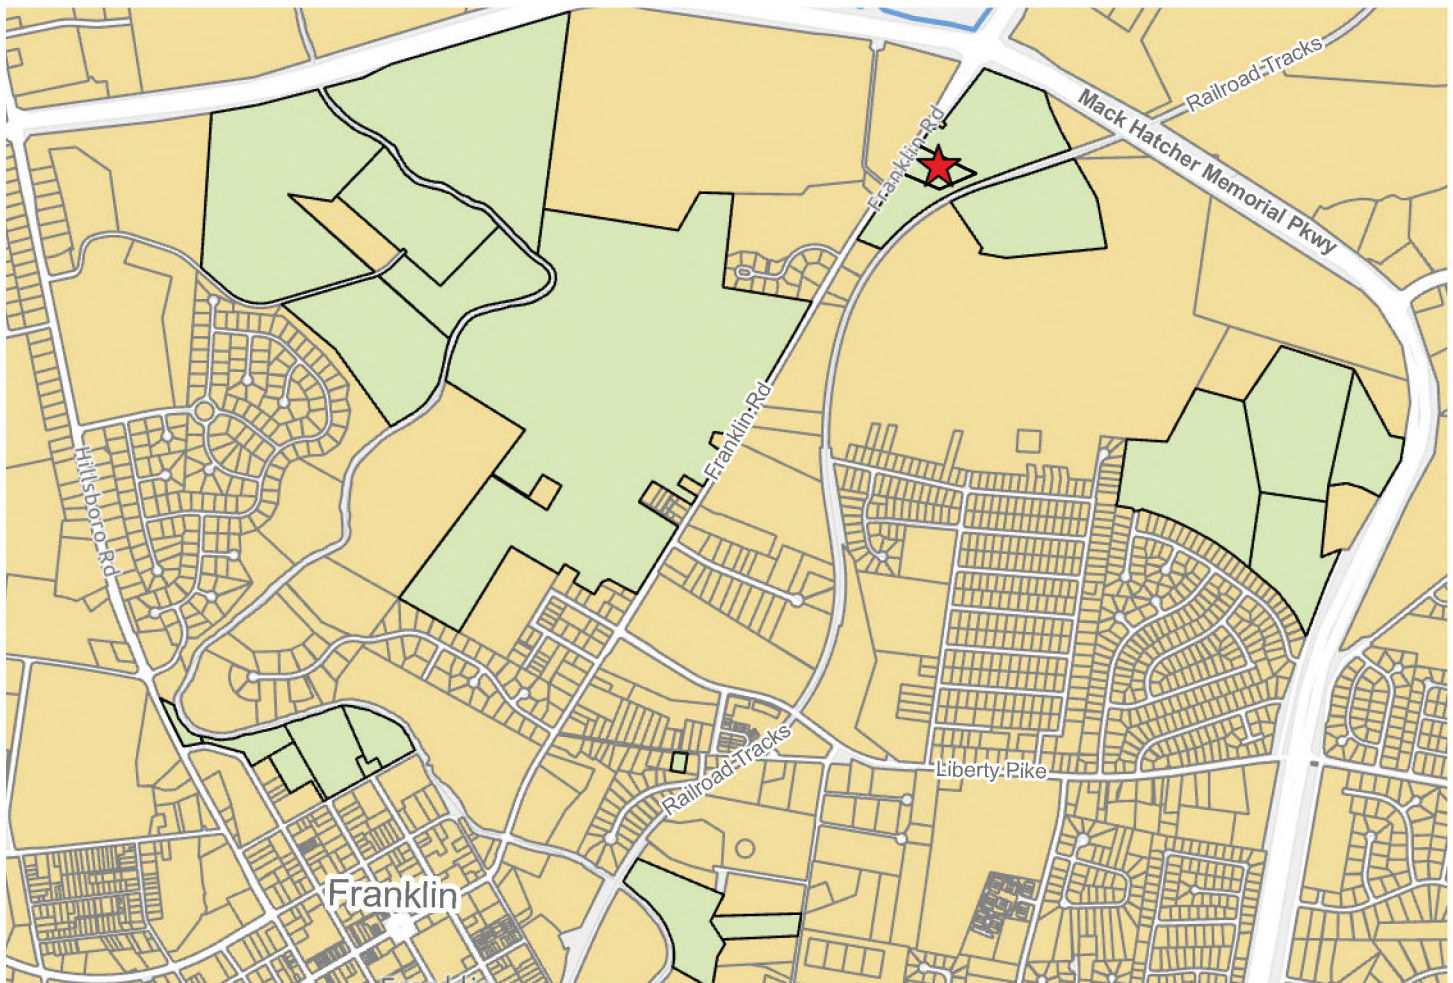 Railroad Tracks
Mack Hatcher Memorial Pkwy
Franklin Rd
Franklin Rd
Hillsboro Rd
Liberty Pike
Railroad Tracks
Franklin